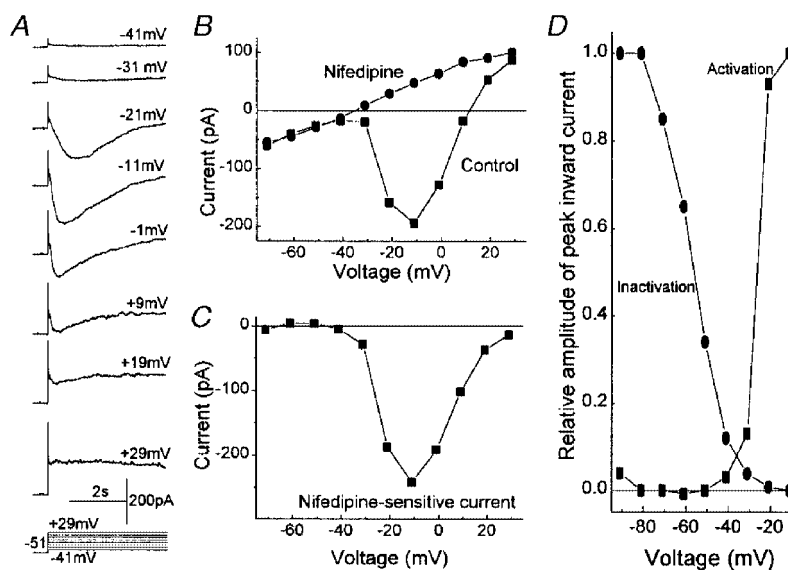 A
-41mV
-31 mV
-21mV
-11mV
-1mV
+9mV
+19mV
+29mV
2s
200pA
+29mV
-51
-41mV
B
100
0
-100
-200
Current (pA)
Nifedipine
Control
-60 -40 -20 0 20
Voltage (mV)
C
0
-100
-200
Current (pA)
Nifedipine-sensitive current
-60 -40 -20 0 20
Voltage (mV)
D
1.0
0.8
0.6
0.4
0.2
0.0
Relative amplitude of peak inward current
Activation
Inactivation
-80 -60 -40 -20
Voltage (mV)